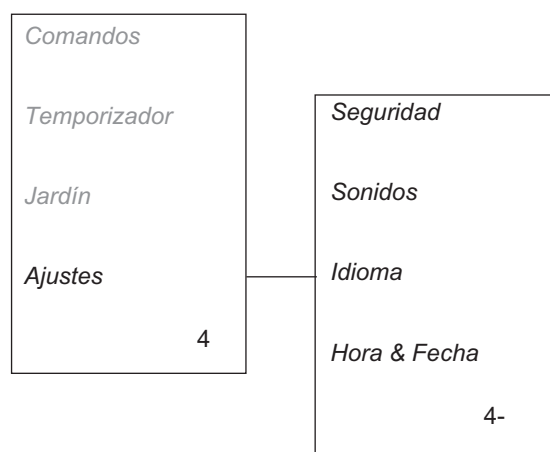 Comandos
Temporizador
Jardín
Ajustes
4
Seguridad
Sonidos
Idioma
Hora & Fecha
4-